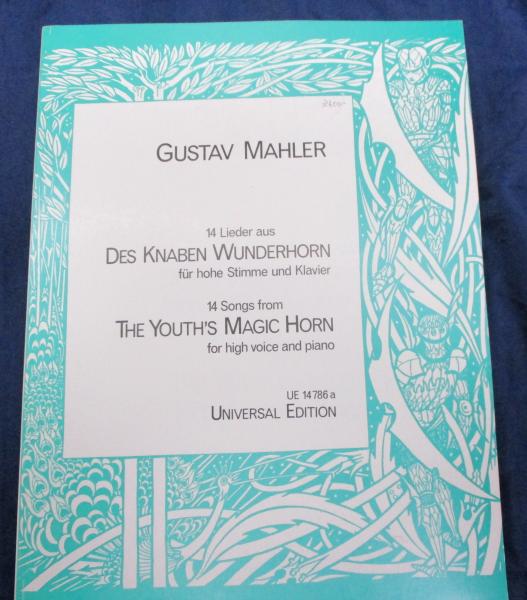 GUSTAV MAHLER
14 Lieder aus
DES KNABEN WUNDERHORN
für hohe Stimme und Klavier
14 Songs from
THE YOUTH'S MAGIC HORN
for high voice and piano
UE 14786a
UNIVERSAL EDITION